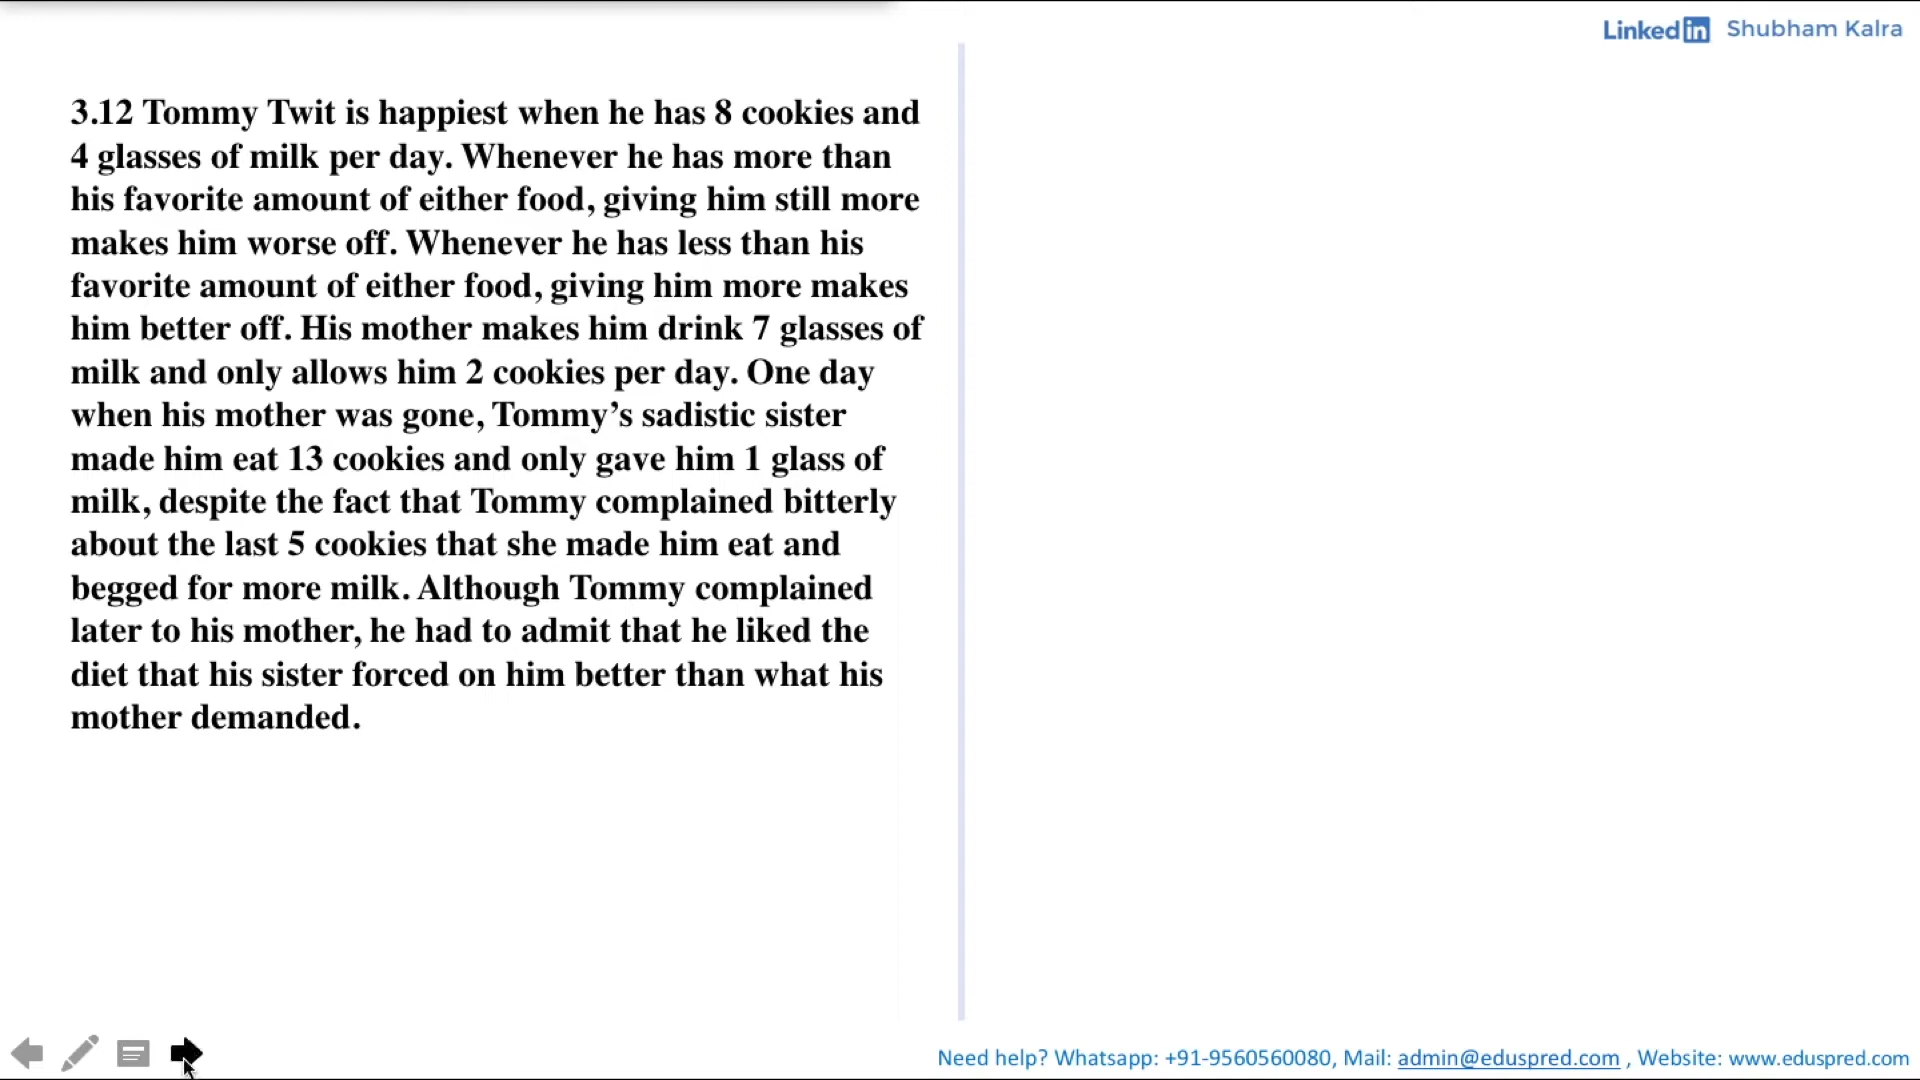 Linkedin Shubham Kalra
3.12 Tommy Twit is happiest when he has 8 cookies and
4 glasses of milk per day. Whenever he has more than
his favorite amount of either food, giving him still more
makes him worse off. Whenever he has less than his
favorite amount of either food, giving him more makes
him better off. His mother makes him drink 7 glasses of
milk and only allows him 2 cookies per day. One day
when his mother was gone, Tommy’s sadistic sister
made him eat 13 cookies and only gave him 1 glass of
milk, despite the fact that Tommy complained bitterly
about the last 5 cookies that she made him eat and
begged for more milk. Although Tommy complained
later to his mother, he had to admit that he liked the
diet that his sister forced on him better than what his
mother demanded.
Need help? Whatsapp: +91-9560560080, Mail: admin@eduspred.com , Website: www.eduspred.com